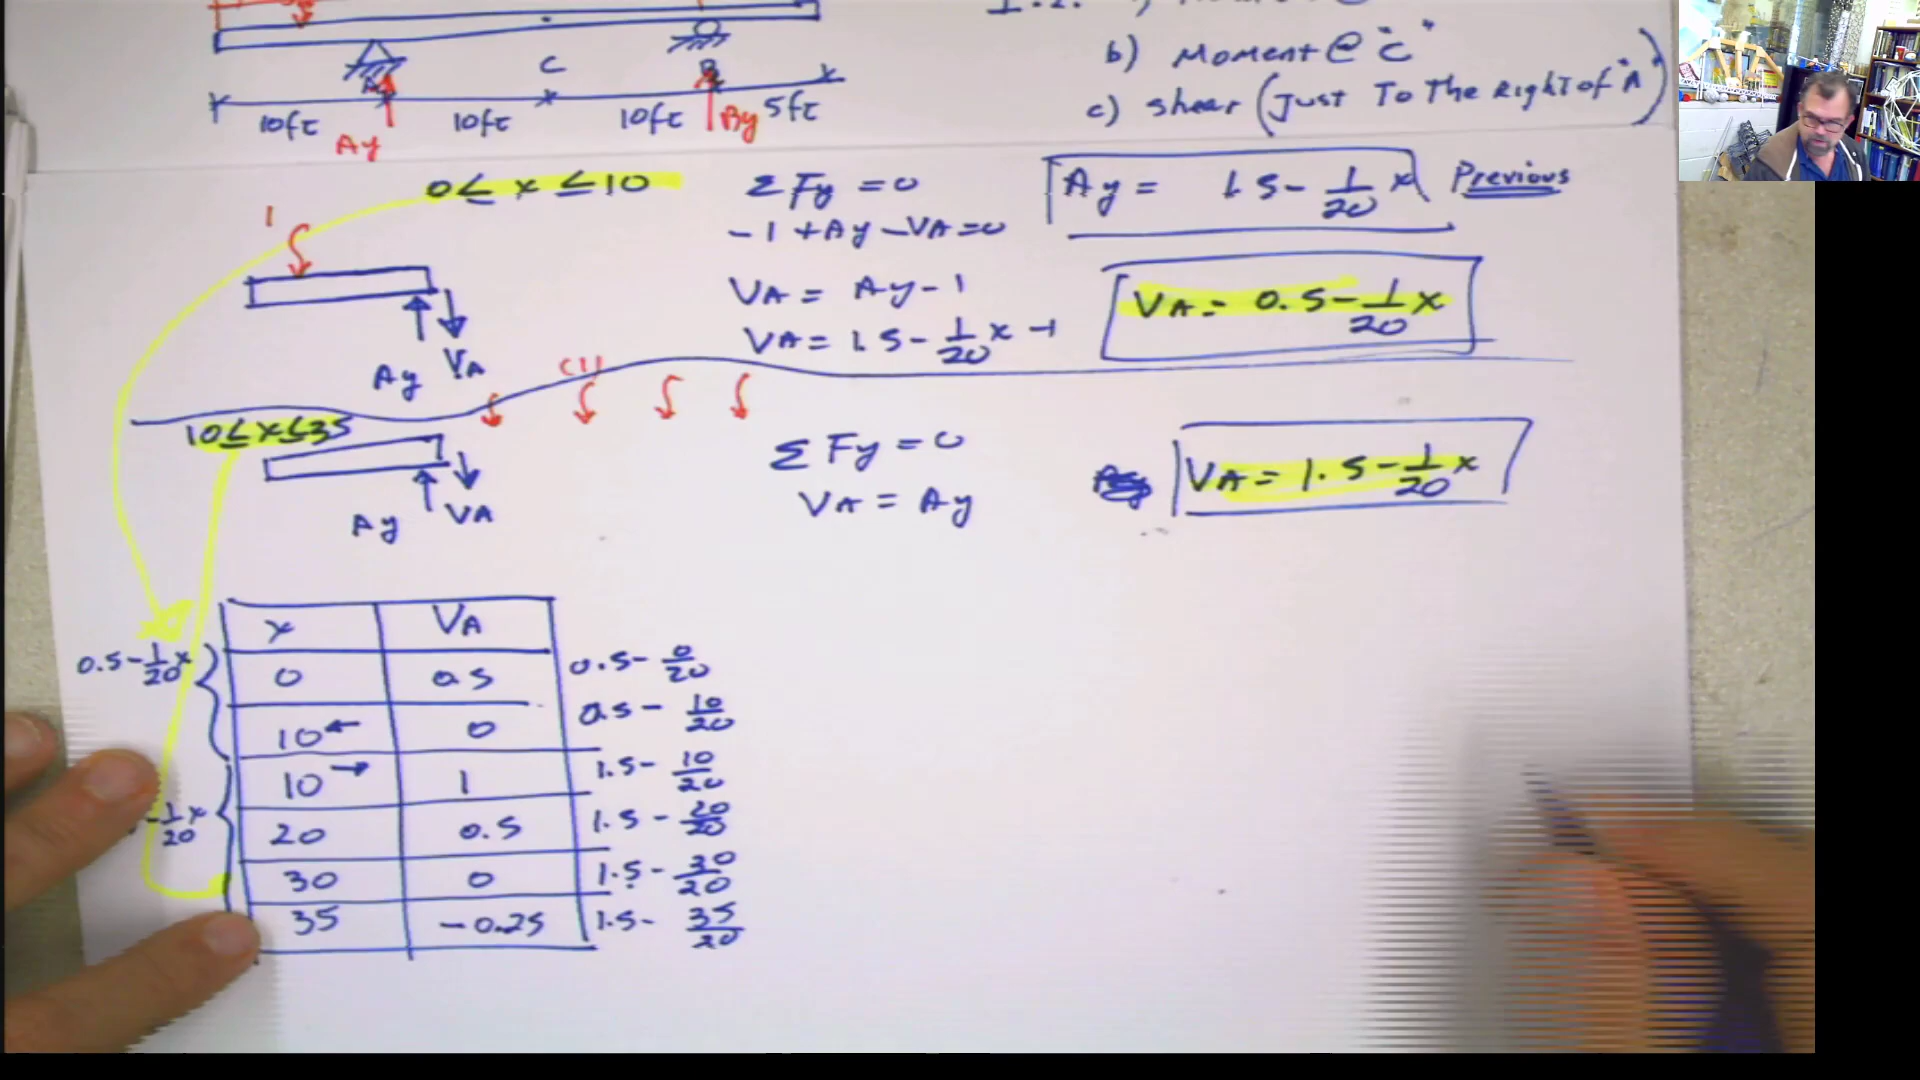 b) Moment @ "C"
c) shear (Just To The Right of "A")
C
B
10ft
10ft
10ft
5ft
Ay
By
0 ≤ x ≤ 10
ΣFy = 0
Ay = 1.5 - 1/20 x
Previous
1
-1 + Ay - VA = 0
VA = Ay - 1
VA = 0.5 - 1/20 x
VA = 1.5 - 1/20 x - 1
Ay
VA
(1)
10 ≤ x ≤ 35
ΣFy = 0
VA = 1.5 - 1/20 x
VA = Ay
Ay
VA
x VA
0.5 - 1/20 x
0 0.5 0.5 - 0/20
10 ← 0 0.5 - 10/20
10 → 1 1.5 - 10/20
- 1/20 x
20 0.5 1.5 - 20/20
30 0 1.5 - 30/20
35 -0.25 1.5 - 35/20